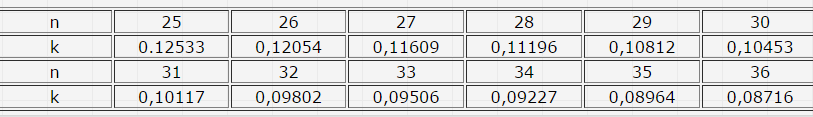 n 25 26 27 28 29 30
k 0.12533 0,12054 0,11609 0,11196 0,10812 0,10453
n 31 32 33 34 35 36
k 0,10117 0,09802 0,09506 0,09227 0,08964 0,08716